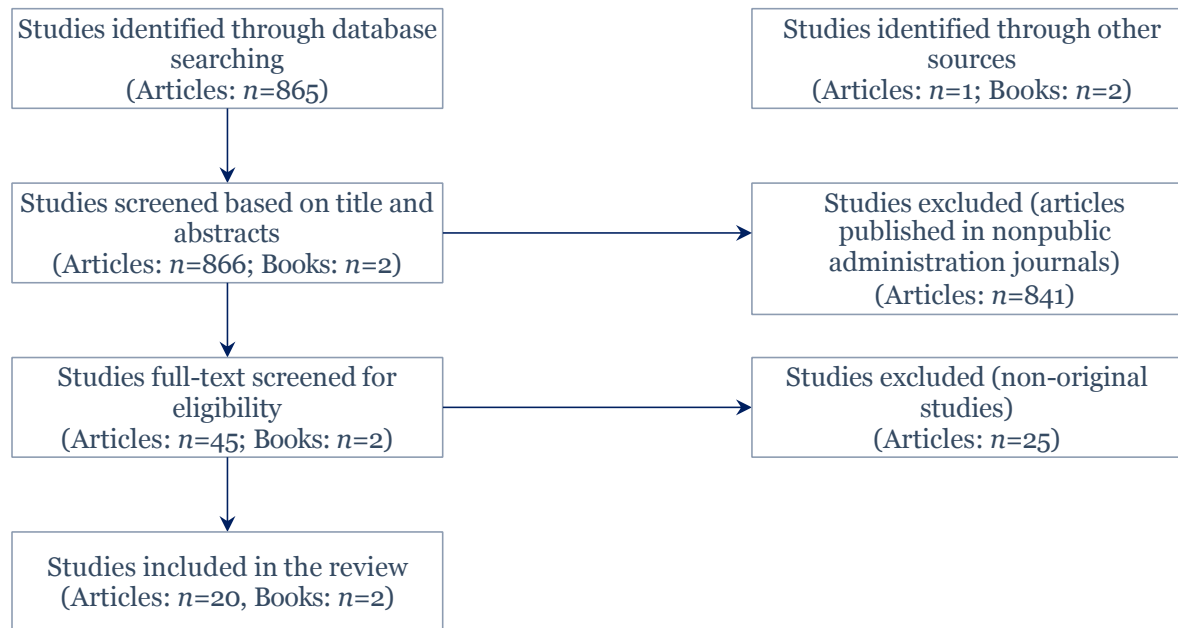 Studies identified through database
searching
(Articles: n=865)
Studies identified through other
sources
(Articles: n=1; Books: n=2)
Studies screened based on title and
abstracts
(Articles: n=866; Books: n=2)
Studies excluded (articles
published in nonpublic
administration journals)
(Articles: n=841)
Studies full-text screened for
eligibility
(Articles: n=45; Books: n=2)
Studies excluded (non-original
studies)
(Articles: n=25)
Studies included in the review
(Articles: n=20, Books: n=2)